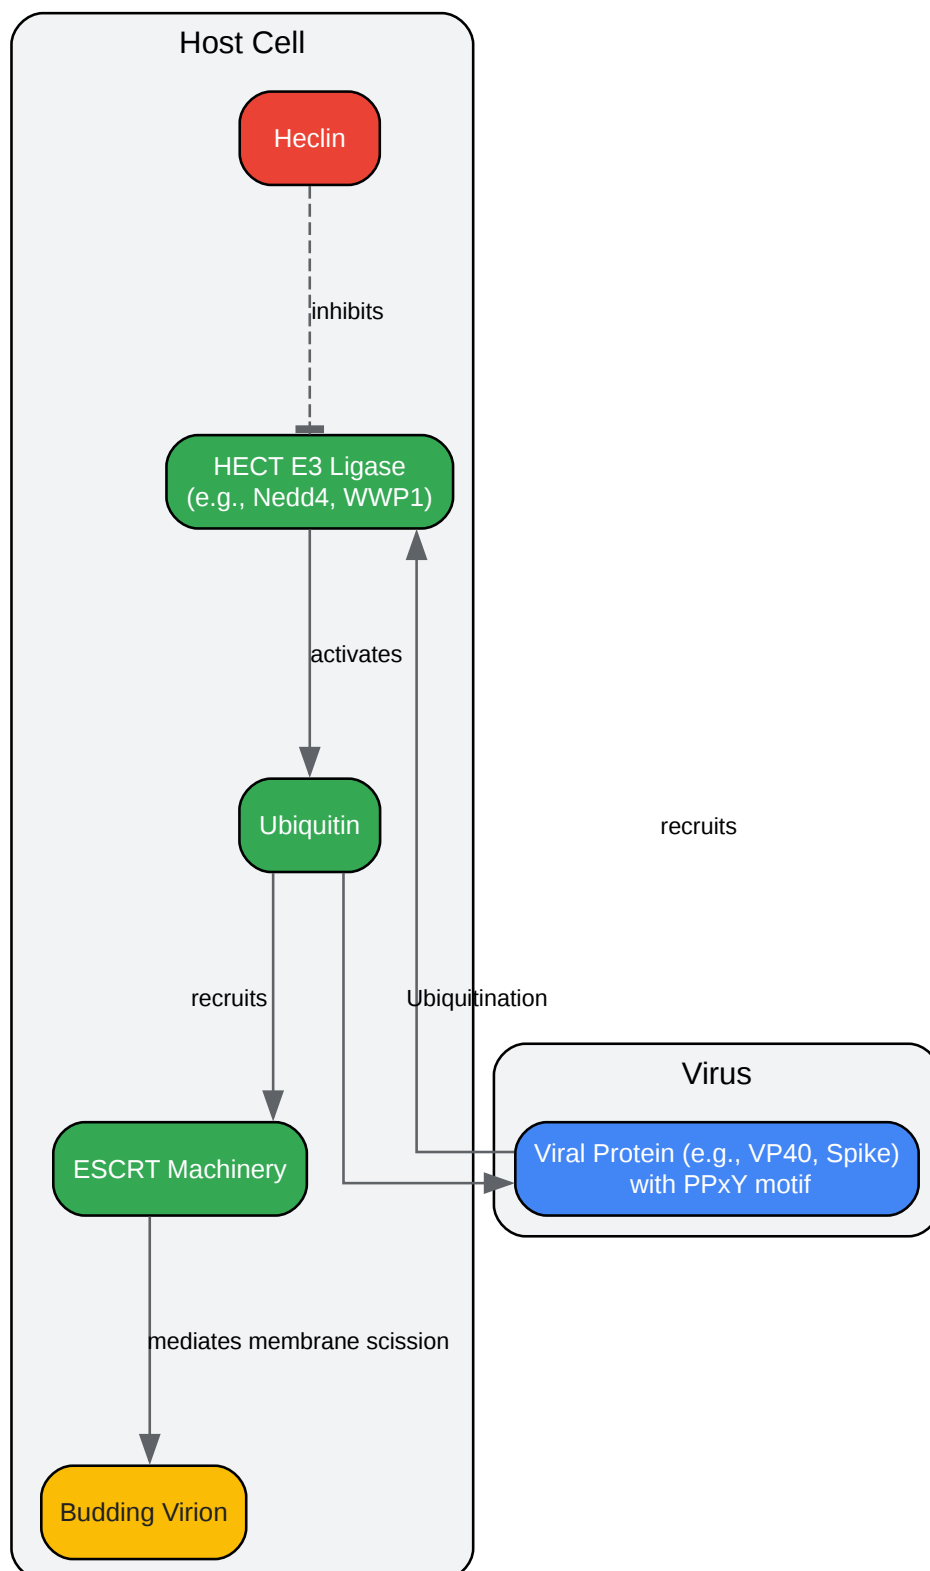 Host Cell
Heclin
inhibits
HECT E3 Ligase
(e.g., Nedd4, WWP1)
activates
Ubiquitin
recruits
recruits
Ubiquitination
Virus
Viral Protein (e.g., VP40, Spike)
with PPxY motif
ESCRT Machinery
mediates membrane scission
Budding Virion